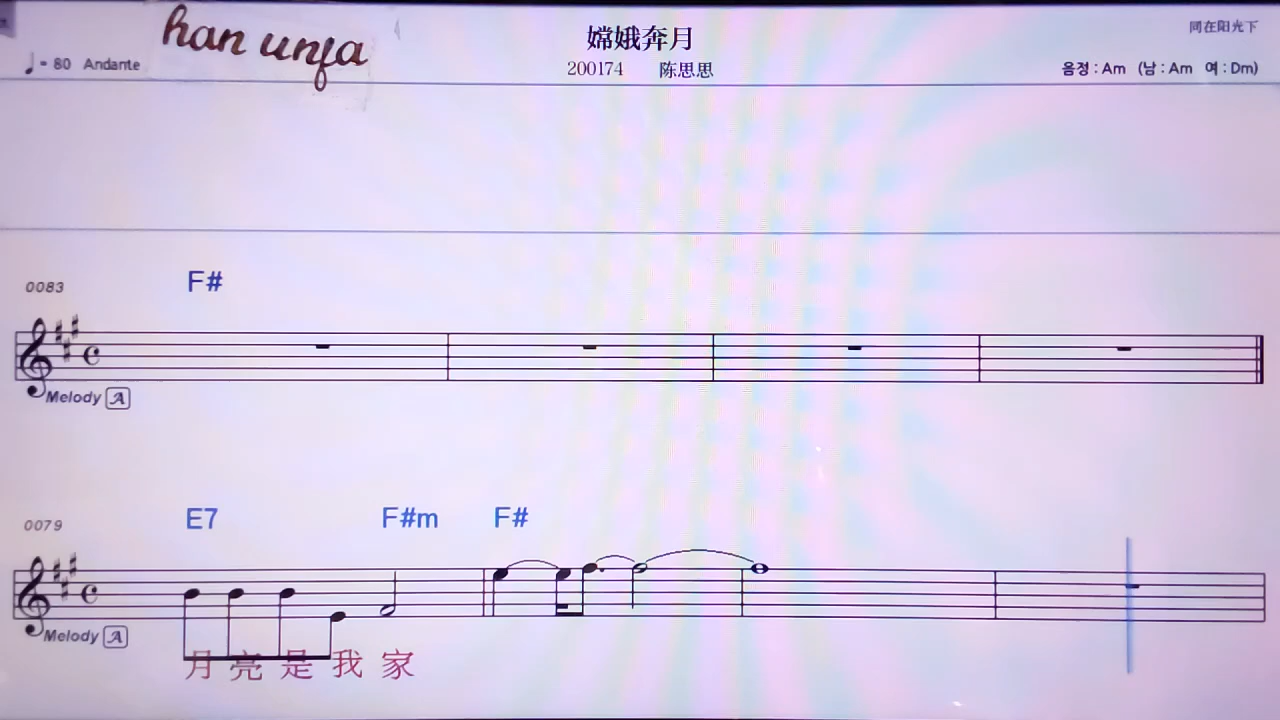 han unfa
嫦娥奔月
同在阳光下
♩= 80 Andante
200174 陈思思
음정 : Am (남 : Am 여 : Dm)
F#
0083
Melody A
E7 F#m F#
0079
Melody A
月 亮 是 我 家